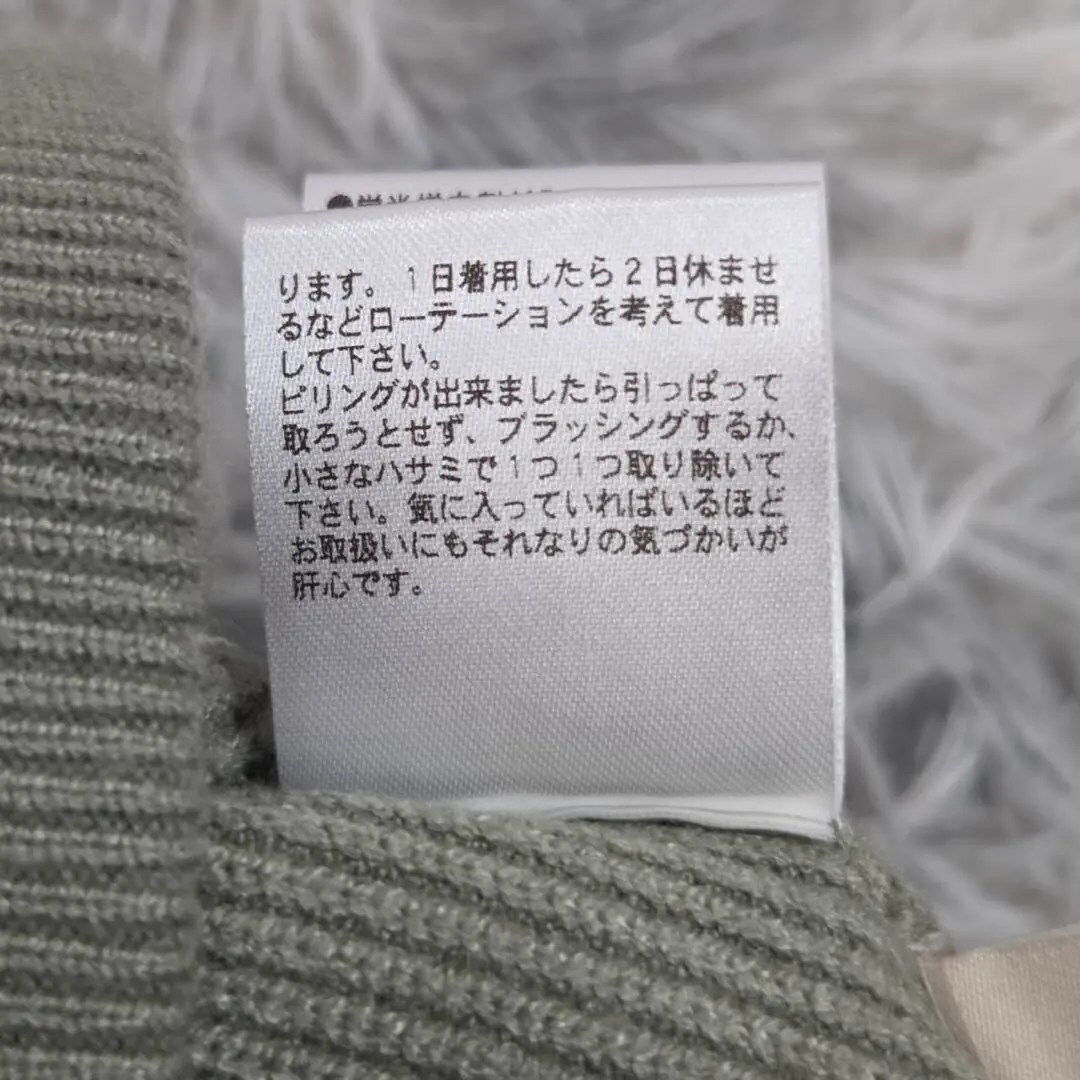 ります。1日着用したら2日休ませ
るなどローテーションを考えて着用
して下さい。
ピリングが出来ましたら引っぱって
取ろうとせず、ブラッシングするか、
小さなハサミで1つ1つ取り除いて
下さい。気に入っていればいるほど
お取扱いにもそれなりの気づかいが
肝心です。